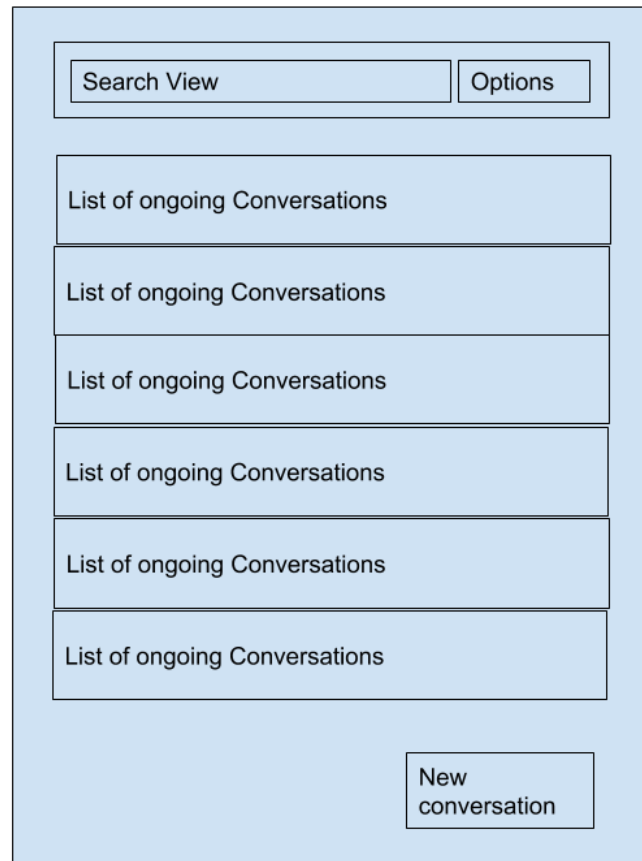 Search View
Options
List of ongoing Conversations
List of ongoing Conversations
List of ongoing Conversations
List of ongoing Conversations
List of ongoing Conversations
List of ongoing Conversations
New
conversation